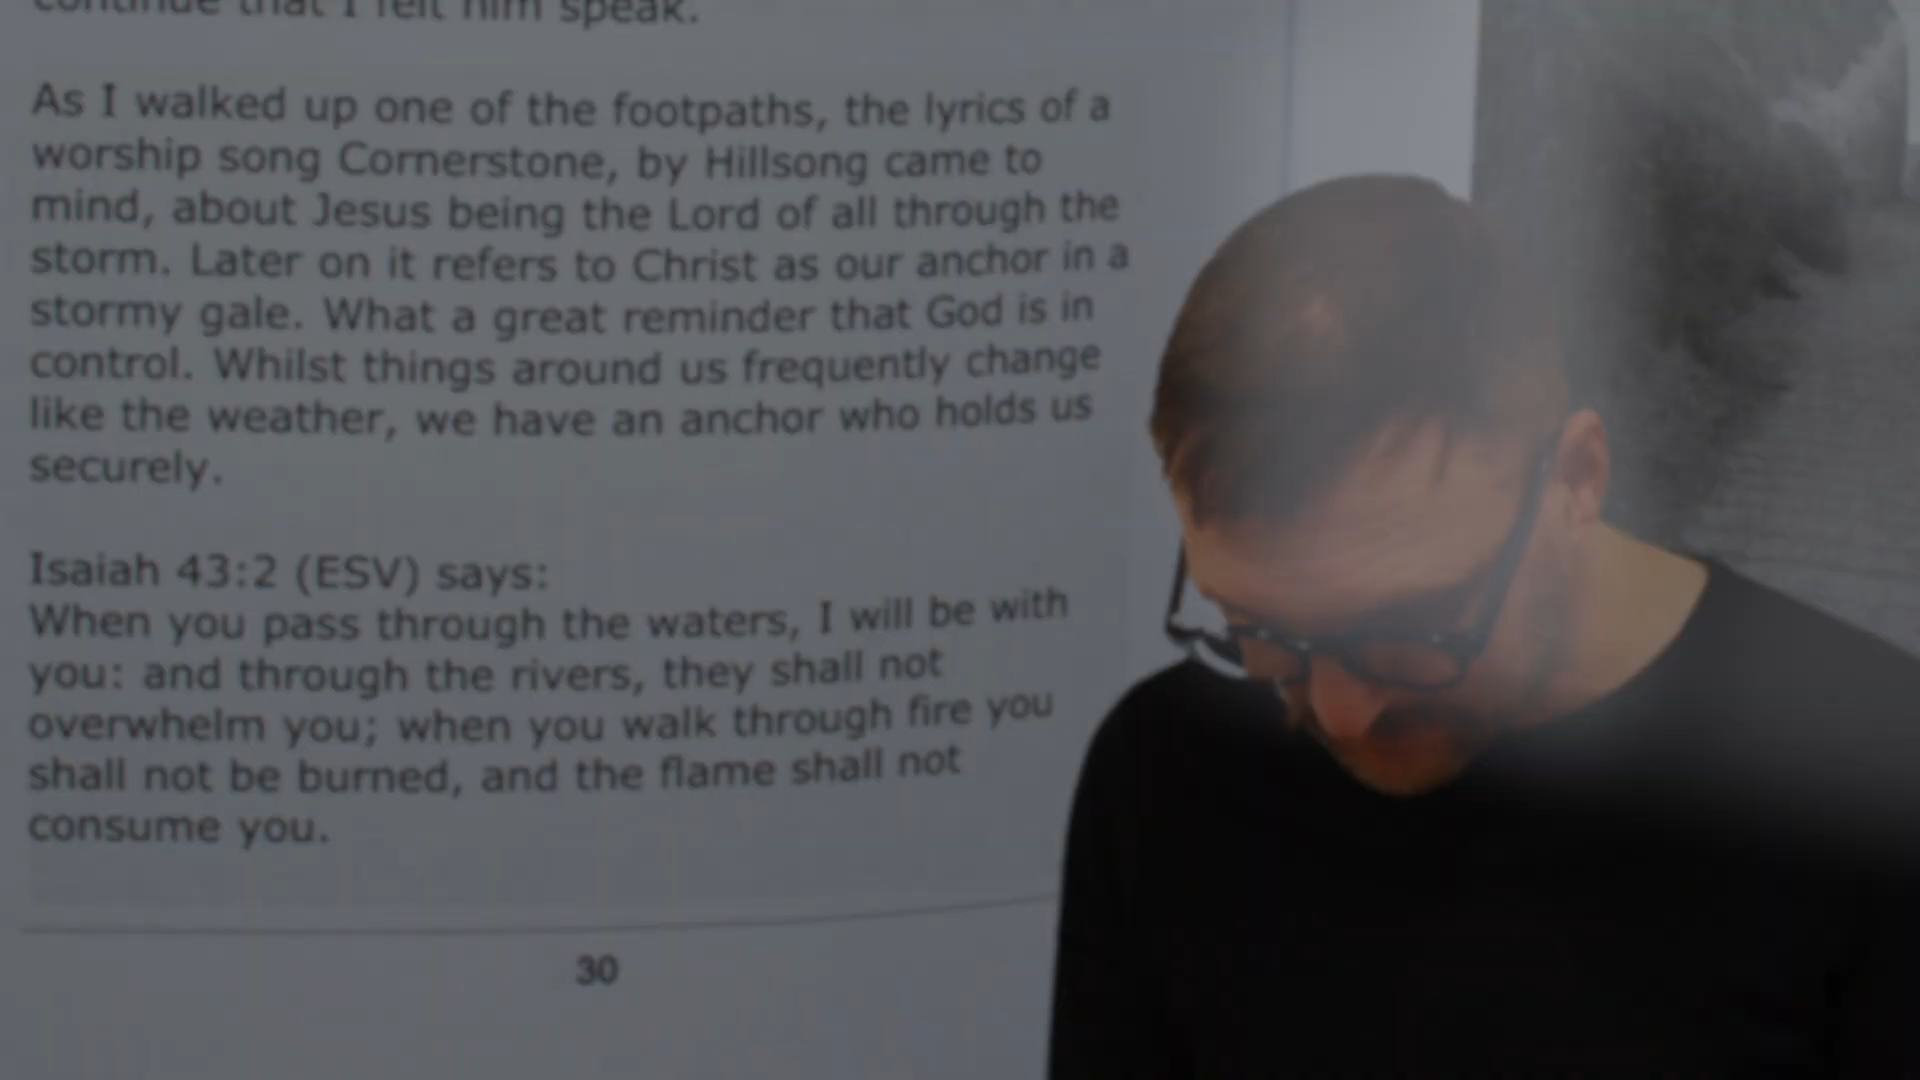 continue that I felt him speak.
As I walked up one of the footpaths, the lyrics of a
worship song Cornerstone, by Hillsong came to
mind, about Jesus being the Lord of all through the
storm. Later on it refers to Christ as our anchor in a
stormy gale. What a great reminder that God is in
control. Whilst things around us frequently change
like the weather, we have an anchor who holds us
securely.
Isaiah 43:2 (ESV) says:
When you pass through the waters, I will be with
you: and through the rivers, they shall not
overwhelm you; when you walk through fire you
shall not be burned, and the flame shall not
consume you.
30